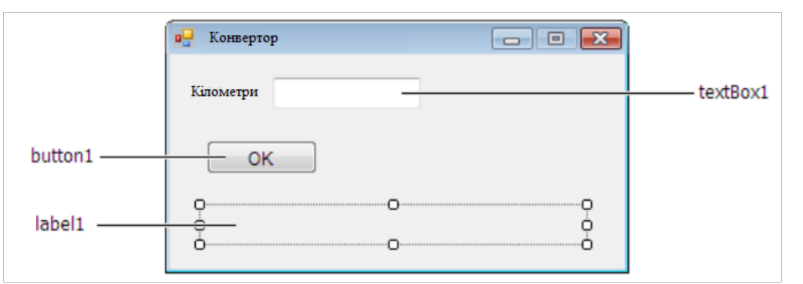 Конвертор
Кілометри
textBox1
button1
OK
label1